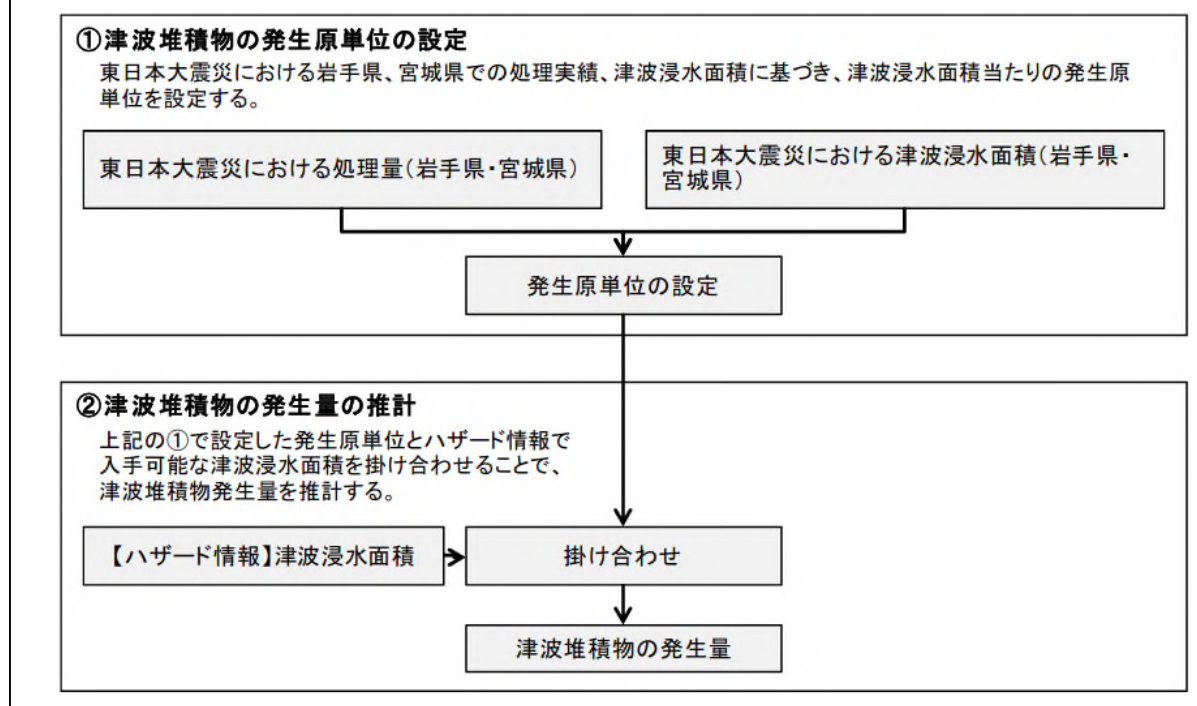 ①津波堆積物の発生原単位の設定
東日本大震災における岩手県、宮城県での処理実績、津波浸水面積に基づき、津波浸水面積当たりの発生原
単位を設定する。
東日本大震災における処理量(岩手県・宮城県)
東日本大震災における津波浸水面積(岩手県・
宮城県)
発生原単位の設定
②津波堆積物の発生量の推計
上記の①で設定した発生原単位とハザード情報で
入手可能な津波浸水面積を掛け合わせることで、
津波堆積物発生量を推計する。
【ハザード情報】津波浸水面積
掛け合わせ
津波堆積物の発生量